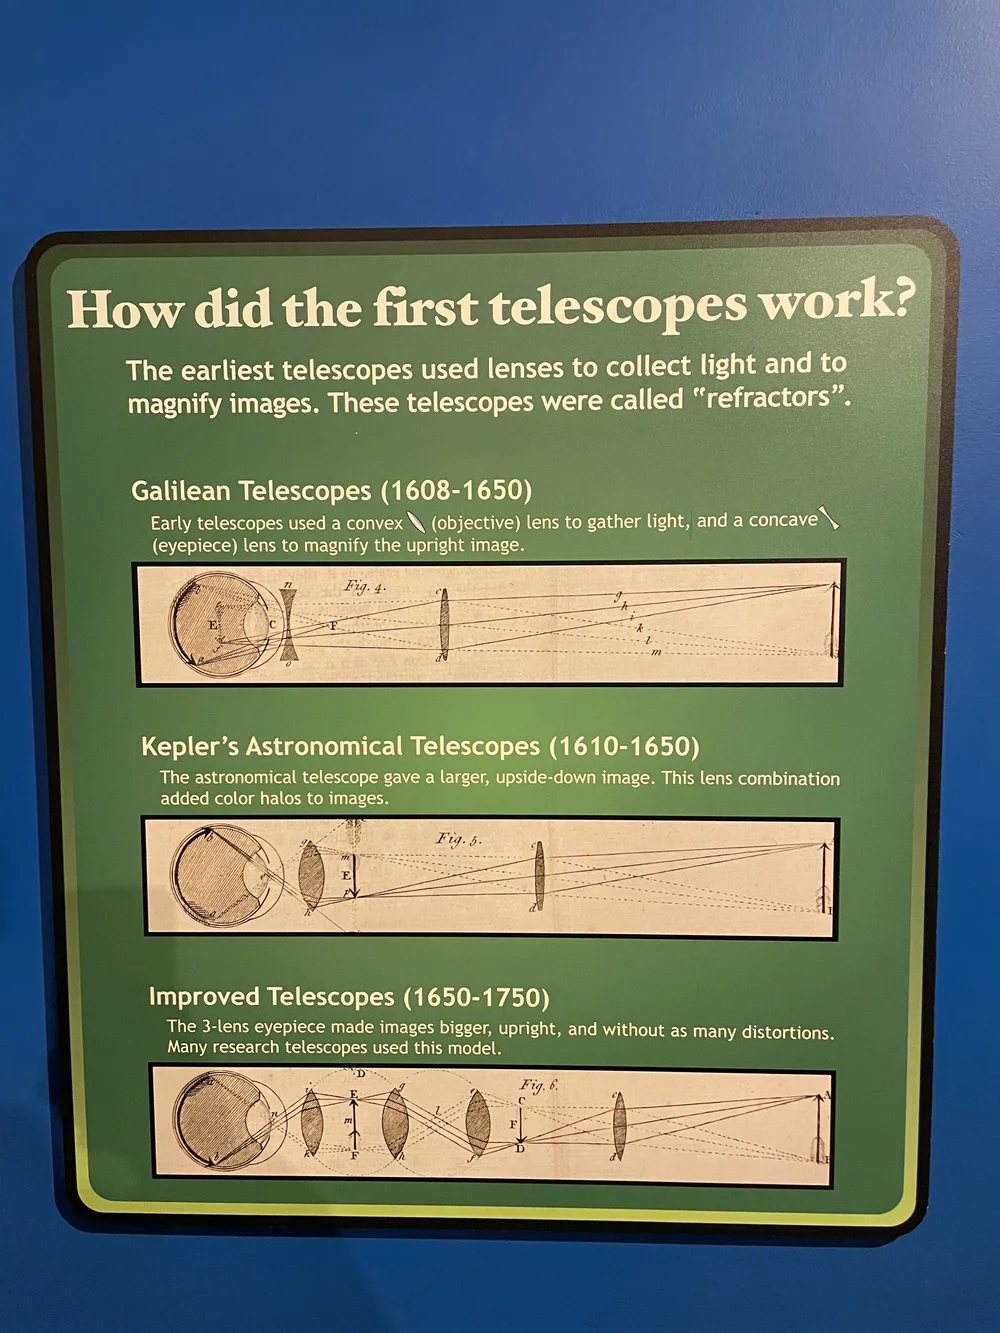 How did the first telescopes work?
The earliest telescopes used lenses to collect light and to
magnify images. These telescopes were called “refractors”.
Galilean Telescopes (1608-1650)
Early telescopes used a convex (objective) lens to gather light, and a concave
(eyepiece) lens to magnify the upright image.
Fig. 4.
n
c
g
h
i
k
l
m
E
C
F
a
o
d
Kepler’s Astronomical Telescopes (1610-1650)
The astronomical telescope gave a larger, upside-down image. This lens combination
added color halos to images.
Fig. 5.
b
g
c
m
E
a
h
d
Improved Telescopes (1650-1750)
The 3-lens eyepiece made images bigger, upright, and without as many distortions.
Many research telescopes used this model.
Fig. 6.
D
i
E
g
e
C
c
A
n
m
l
F
k
F
h
f
D
d
B